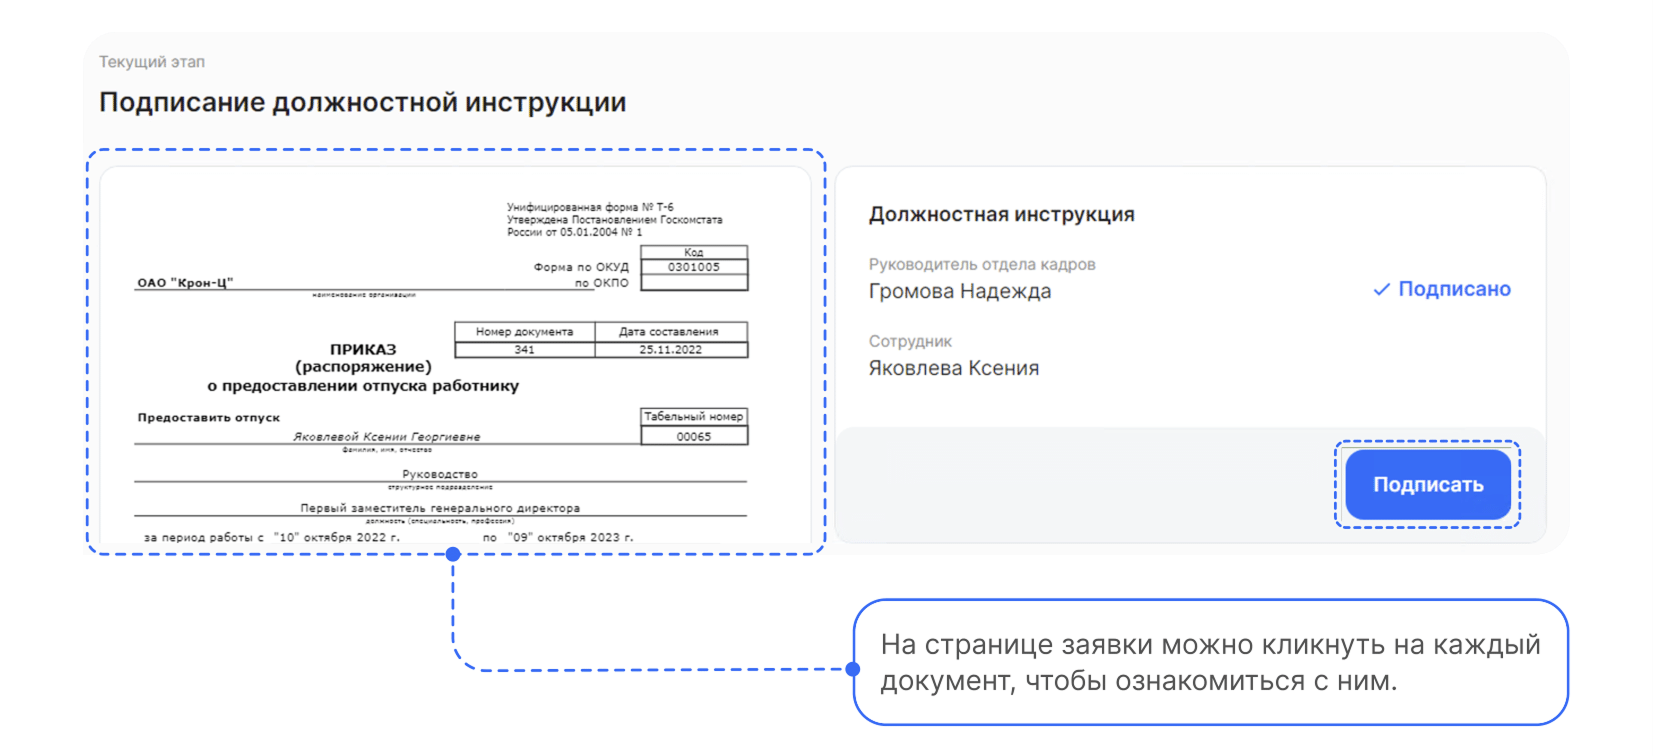 Текущий этап
Подписание должностной инструкции
Унифицированная форма № Т-6
Утверждена Постановлением Госкомстата
России от 05.01.2004 № 1
Код
Форма по ОКУД 0301005
ОАО "Крон-Ц" по ОКПО
наименование организации
Номер документа Дата составления
ПРИКАЗ 341 25.11.2022
(распоряжение)
о предоставлении отпуска работнику
Предоставить отпуск Табельный номер
Яковлевой Ксении Георгиевне 00065
фамилия, имя, отчество
Руководство
структурное подразделение
Первый заместитель генерального директора
должность (специальность, профессия)
за период работы с "10" октября 2022 г. по "09" октября 2023 г.
Должностная инструкция
Руководитель отдела кадров
Громова Надежда
Подписано
Сотрудник
Яковлева Ксения
Подписать
На странице заявки можно кликнуть на каждый
документ, чтобы ознакомиться с ним.